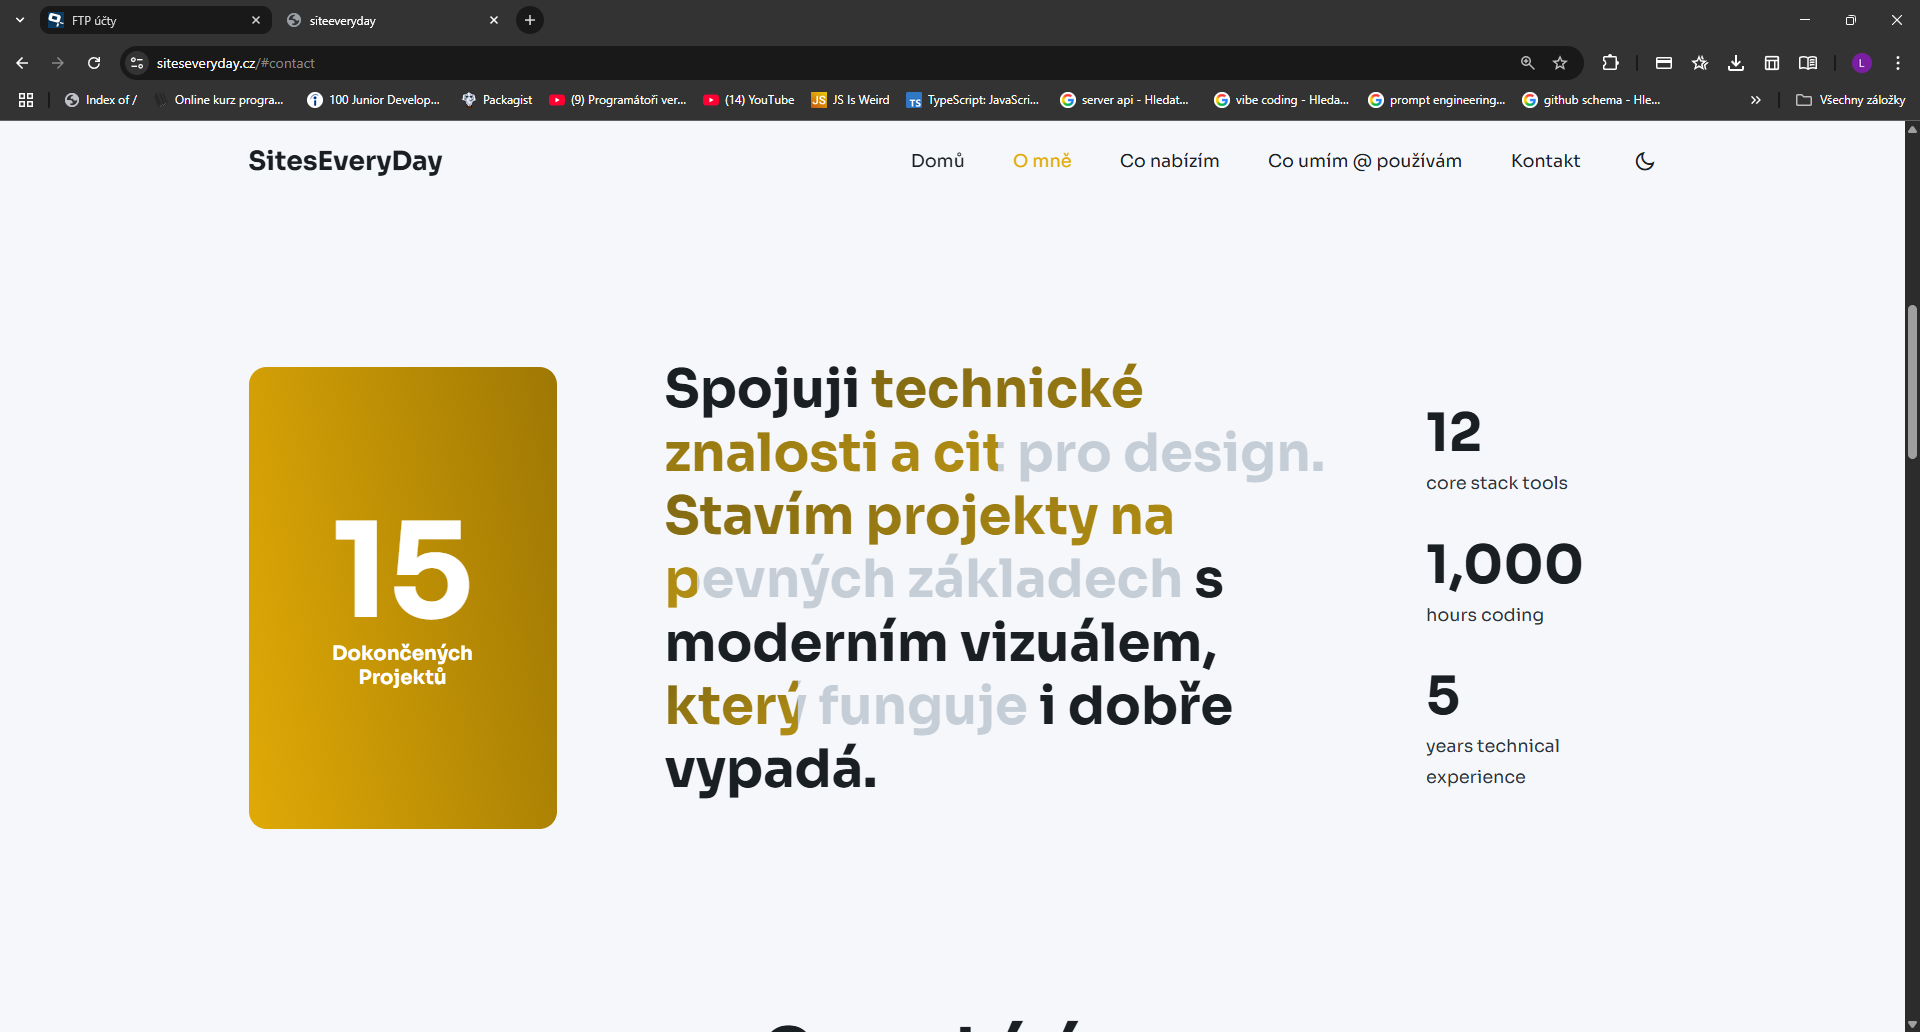 FTP účty
siteeveryday
siteseveryday.cz/#contact
Index of /
Online kurz progra...
100 Junior Develop...
Packagist
(9) Programátoři ver...
(14) YouTube
JS
JS Is Weird
TS
TypeScript: JavaScri...
server api - Hledat...
vibe coding - Hleda...
prompt engineering...
github schema - Hle...
Všechny záložky
L
SitesEveryDay
Domů
O mně
Co nabízím
Co umím @ používám
Kontakt
15
Dokončených
Projektů
Spojuji technické
znalosti a cit pro design.
Stavím projekty na
pevných základech s
moderním vizuálem,
který funguje i dobře
vypadá.
12
core stack tools
1,000
hours coding
5
years technical
experience